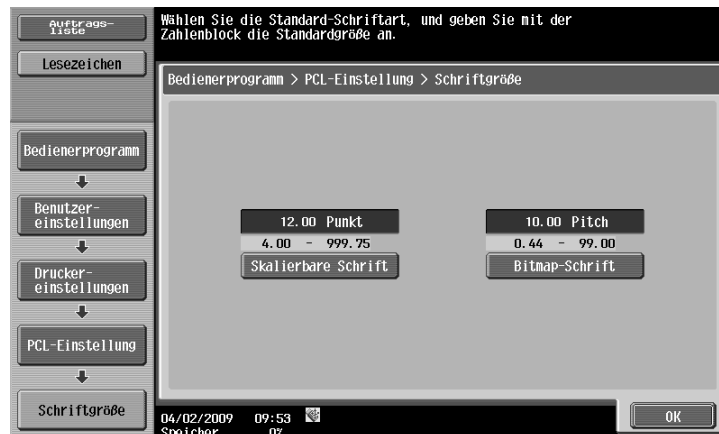 Auftrags-
liste
Lesezeichen
Wählen Sie die Standard-Schriftart, und geben Sie mit der
Zahlenblock die Standardgröße an.
Bedienerprogramm > PCL-Einstellung > Schriftgröße
Bedienerprogramm
Benutzer-
einstellungen
Drucker-
einstellungen
PCL-Einstellung
Schriftgröße
12.00 Punkt
4.00 - 999.75
Skalierbare Schrift
10.00 Pitch
0.44 - 99.00
Bitmap-Schrift
04/02/2009 09:53
Speicher 0%
OK